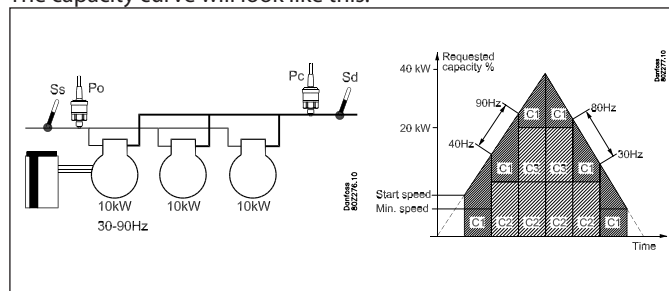 The capacity curve will look like this:
Ss
Po
Pc
Sd
10kW
10kW
10kW
30-90Hz
Danfoss
80Z276.10
Requested
capacity %
40 kW
20 kW
Start speed
Min. speed
90Hz
40Hz
80Hz
30Hz
C1 C1
C1 C3 C3 C1
C1 C2 C2 C2 C2 C1
Time
Danfoss
80Z277.10